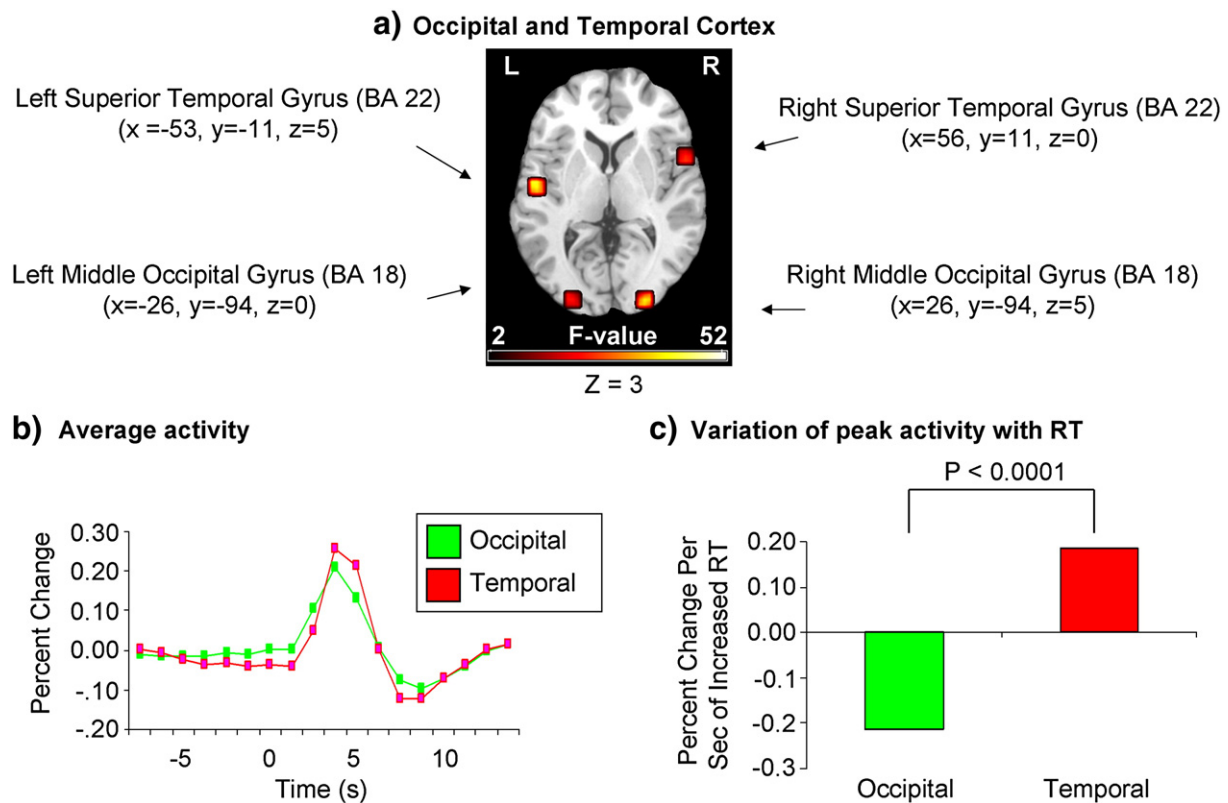 a) Occipital and Temporal Cortex
L R
Left Superior Temporal Gyrus (BA 22)
(x =-53, y=-11, z=5)
Right Superior Temporal Gyrus (BA 22)
(x=56, y=11, z=0)
Left Middle Occipital Gyrus (BA 18)
(x=-26, y=-94, z=0)
Right Middle Occipital Gyrus (BA 18)
(x=26, y=-94, z=5)
2 F-value 52
Z = 3
b) Average activity
Percent Change
0.30
0.20
0.10
0.00
-0.10
-.20
-5 0 5 10
Time (s)
Occipital
Temporal
c) Variation of peak activity with RT
P < 0.0001
Percent Change Per
Sec of Increased RT
0.20
0.10
0.00
-0.1
-0.2
-0.3
Occipital Temporal